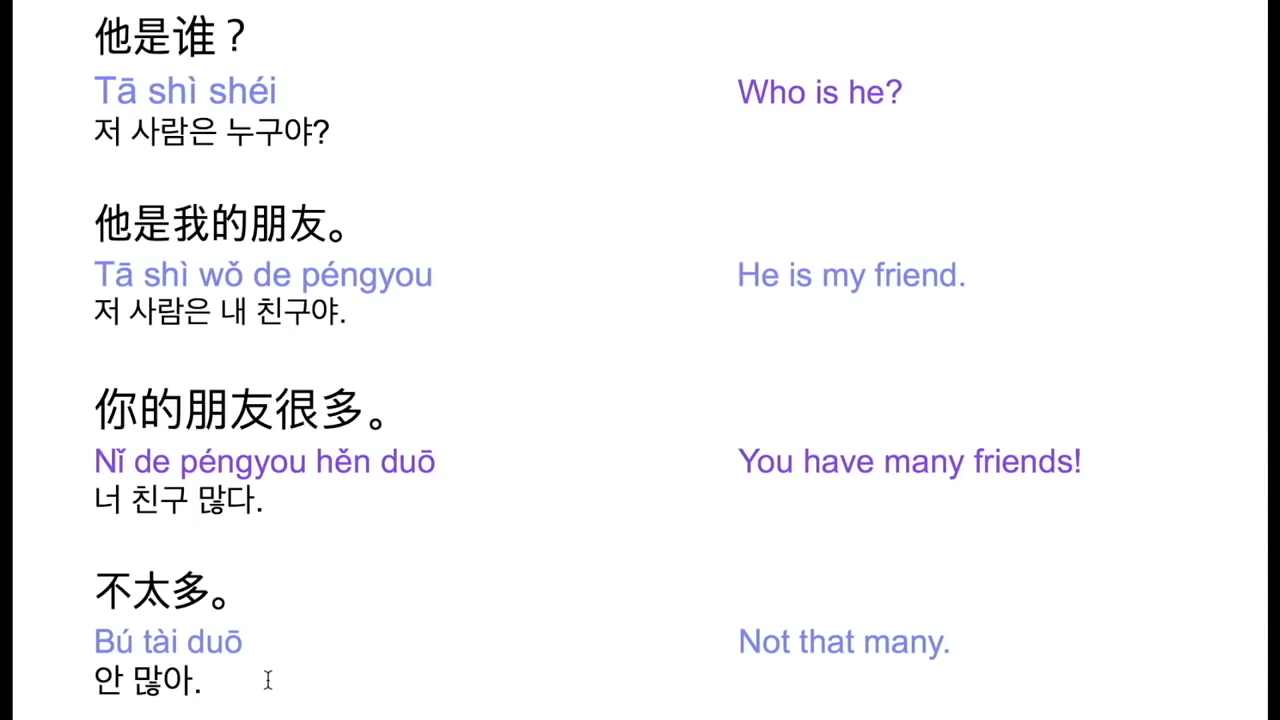 他是谁？
Tā shì shéi
Who is he?
저 사람은 누구야?
他是我的朋友。
Tā shì wǒ de péngyou
He is my friend.
저 사람은 내 친구야.
你的朋友很多。
Nǐ de péngyou hěn duō
You have many friends!
너 친구 많다.
不太多。
Bú tài duō
Not that many.
안 많아.